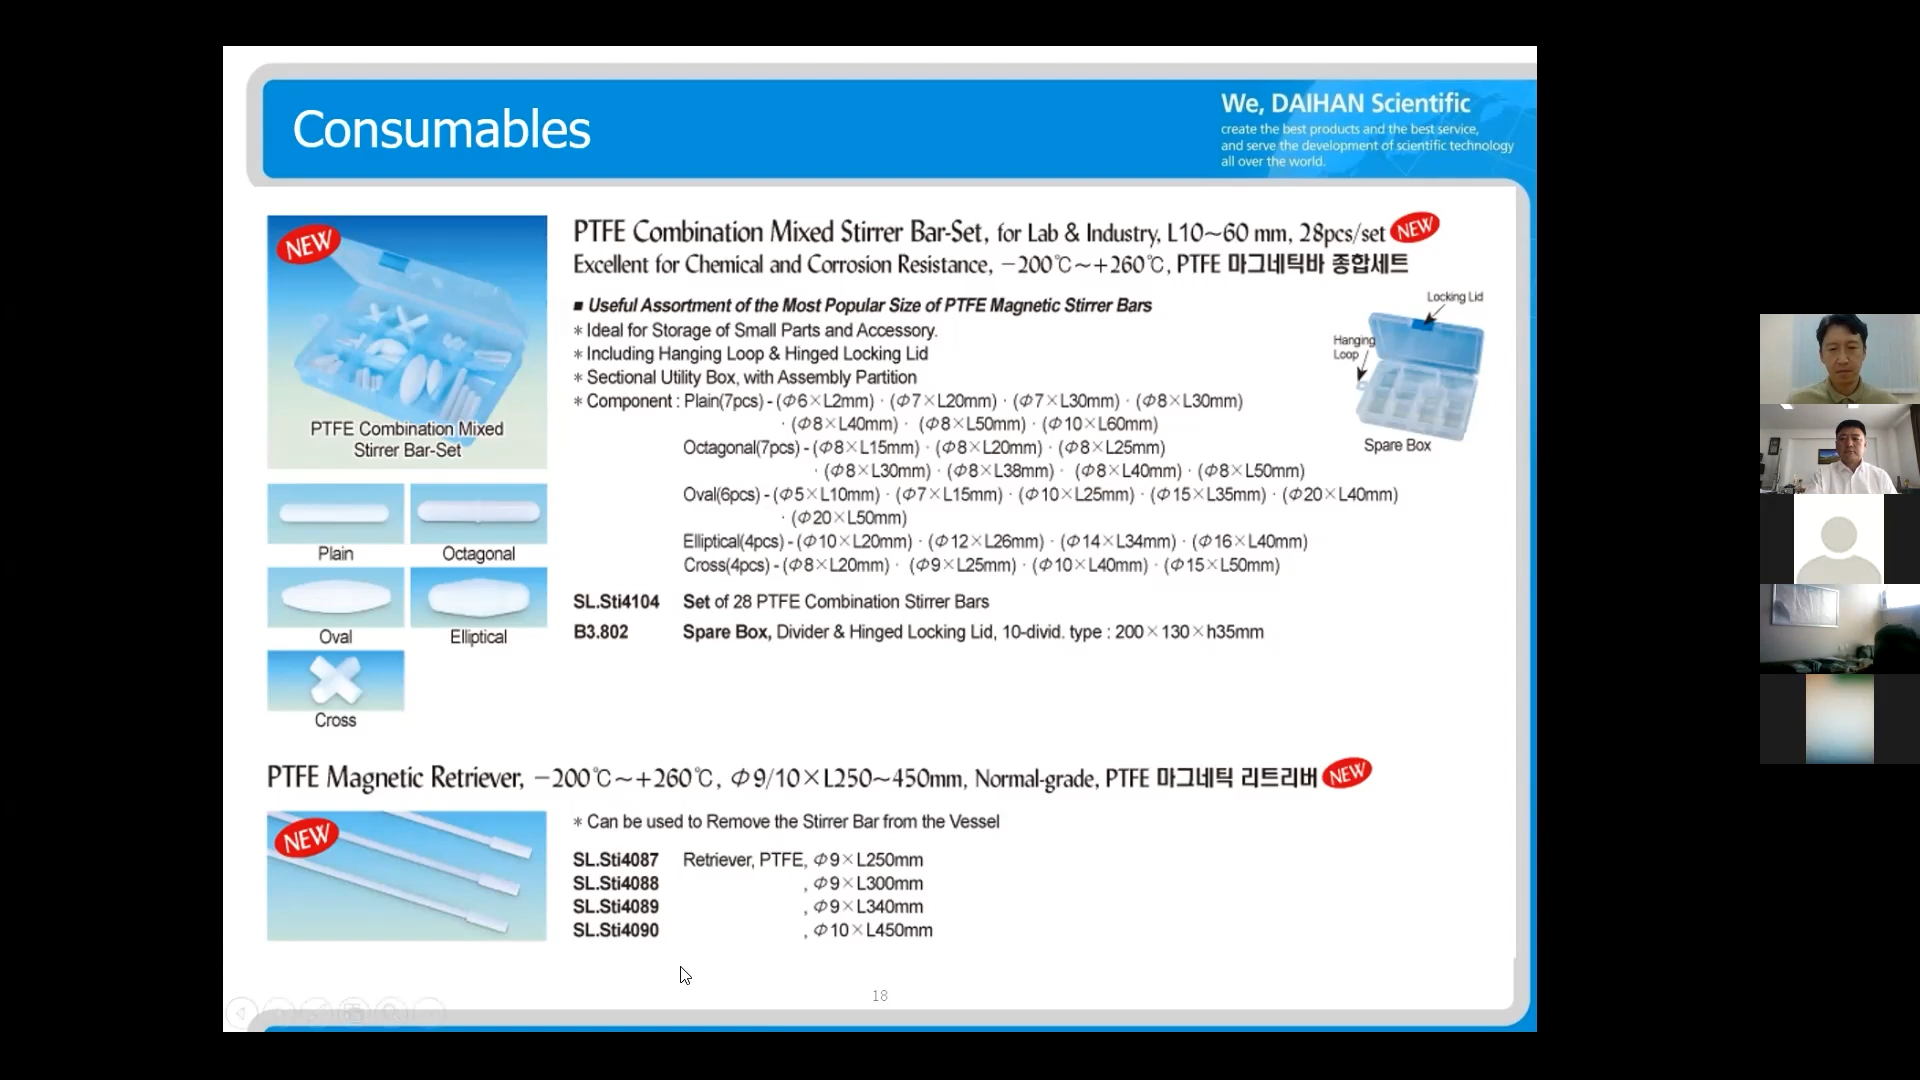 Consumables
We, DAIHAN Scientific
create the best products and the best service,
and serve the development of scientific technology
all over the world.
NEW
PTFE Combination Mixed
Stirrer Bar-Set
Plain
Octagonal
Oval
Elliptical
Cross
PTFE Combination Mixed Stirrer Bar-Set, for Lab & Industry, L10~60 mm, 28pcs/set NEW
Excellent for Chemical and Corrosion Resistance, −200℃~+260℃, PTFE 마그네틱바 종합세트
■ Useful Assortment of the Most Popular Size of PTFE Magnetic Stirrer Bars
* Ideal for Storage of Small Parts and Accessory.
* Including Hanging Loop & Hinged Locking Lid
* Sectional Utility Box, with Assembly Partition
* Component : Plain(7pcs) - (Φ6×L2mm) · (Φ7×L20mm) · (Φ7×L30mm) · (Φ8×L30mm)
· (Φ8×L40mm) · (Φ8×L50mm) · (Φ10×L60mm)
Octagonal(7pcs) - (Φ8×L15mm) · (Φ8×L20mm) · (Φ8×L25mm)
· (Φ8×L30mm) · (Φ8×L38mm) · (Φ8×L40mm) · (Φ8×L50mm)
Oval(6pcs) - (Φ5×L10mm) · (Φ7×L15mm) · (Φ10×L25mm) · (Φ15×L35mm) · (Φ20×L40mm)
· (Φ20×L50mm)
Elliptical(4pcs) - (Φ10×L20mm) · (Φ12×L26mm) · (Φ14×L34mm) · (Φ16×L40mm)
Cross(4pcs) - (Φ8×L20mm) · (Φ9×L25mm) · (Φ10×L40mm) · (Φ15×L50mm)
Locking Lid
Hanging
Loop
Spare Box
SL.Sti4104 Set of 28 PTFE Combination Stirrer Bars
B3.802 Spare Box, Divider & Hinged Locking Lid, 10-divid. type : 200×130×h35mm
PTFE Magnetic Retriever, −200℃~+260℃, Φ9/10×L250~450mm, Normal-grade, PTFE 마그네틱 리트리버 NEW
NEW
* Can be used to Remove the Stirrer Bar from the Vessel
SL.Sti4087 Retriever, PTFE, Φ9×L250mm
SL.Sti4088 , Φ9×L300mm
SL.Sti4089 , Φ9×L340mm
SL.Sti4090 , Φ10×L450mm
18